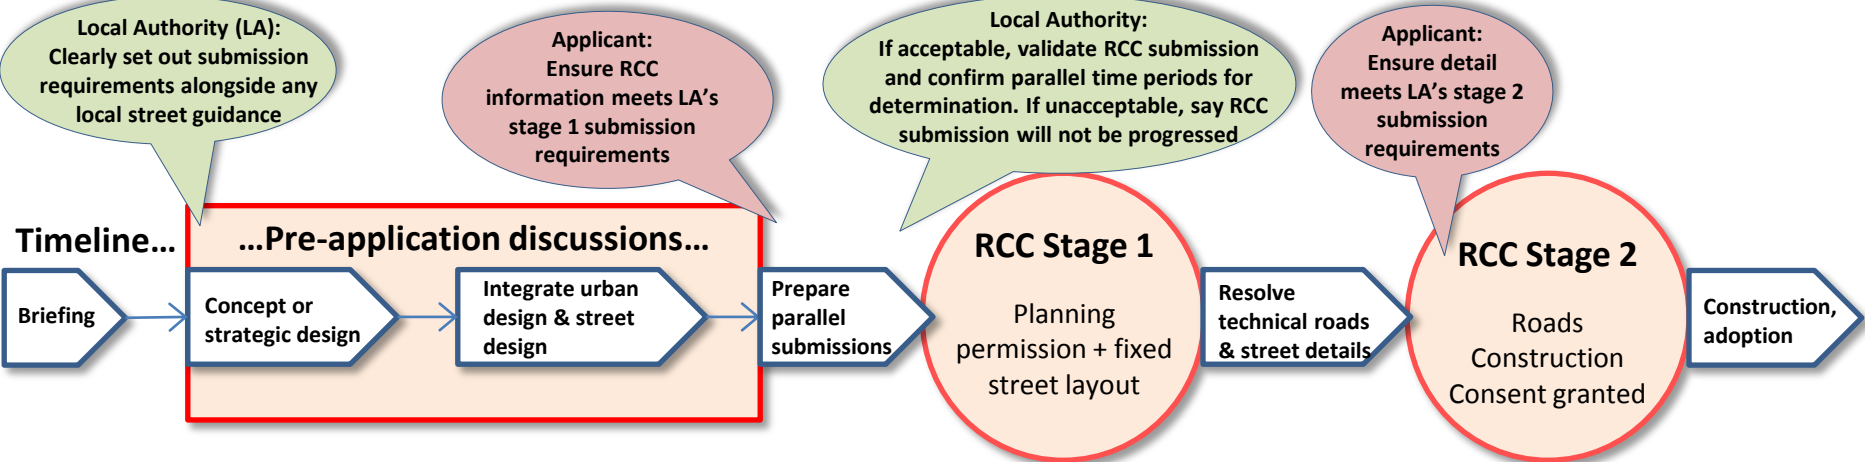 Local Authority (LA):
Clearly set out submission
requirements alongside any
local street guidance
Applicant:
Ensure RCC
information meets LA's
stage 1 submission
requirements
Local Authority:
If acceptable, validate RCC submission
and confirm parallel time periods for
determination. If unacceptable, say RCC
submission will not be progressed
Applicant:
Ensure detail
meets LA's stage 2
submission
requirements
Timeline...
...Pre-application discussions...
Briefing
Concept or
strategic design
Integrate urban
design & street
design
Prepare
parallel
submissions
RCC Stage 1
Planning
permission + fixed
street layout
Resolve
technical roads
& street details
RCC Stage 2
Roads
Construction
Consent granted
Construction,
adoption